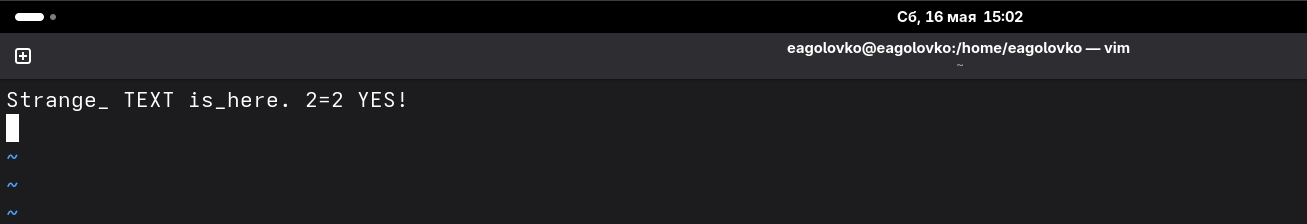 Сб, 16 мая 15:02
eagolovko@eagolovko:/home/eagolovko — vim
~
Strange_ TEXT is_here. 2=2 YES!
~
~
~